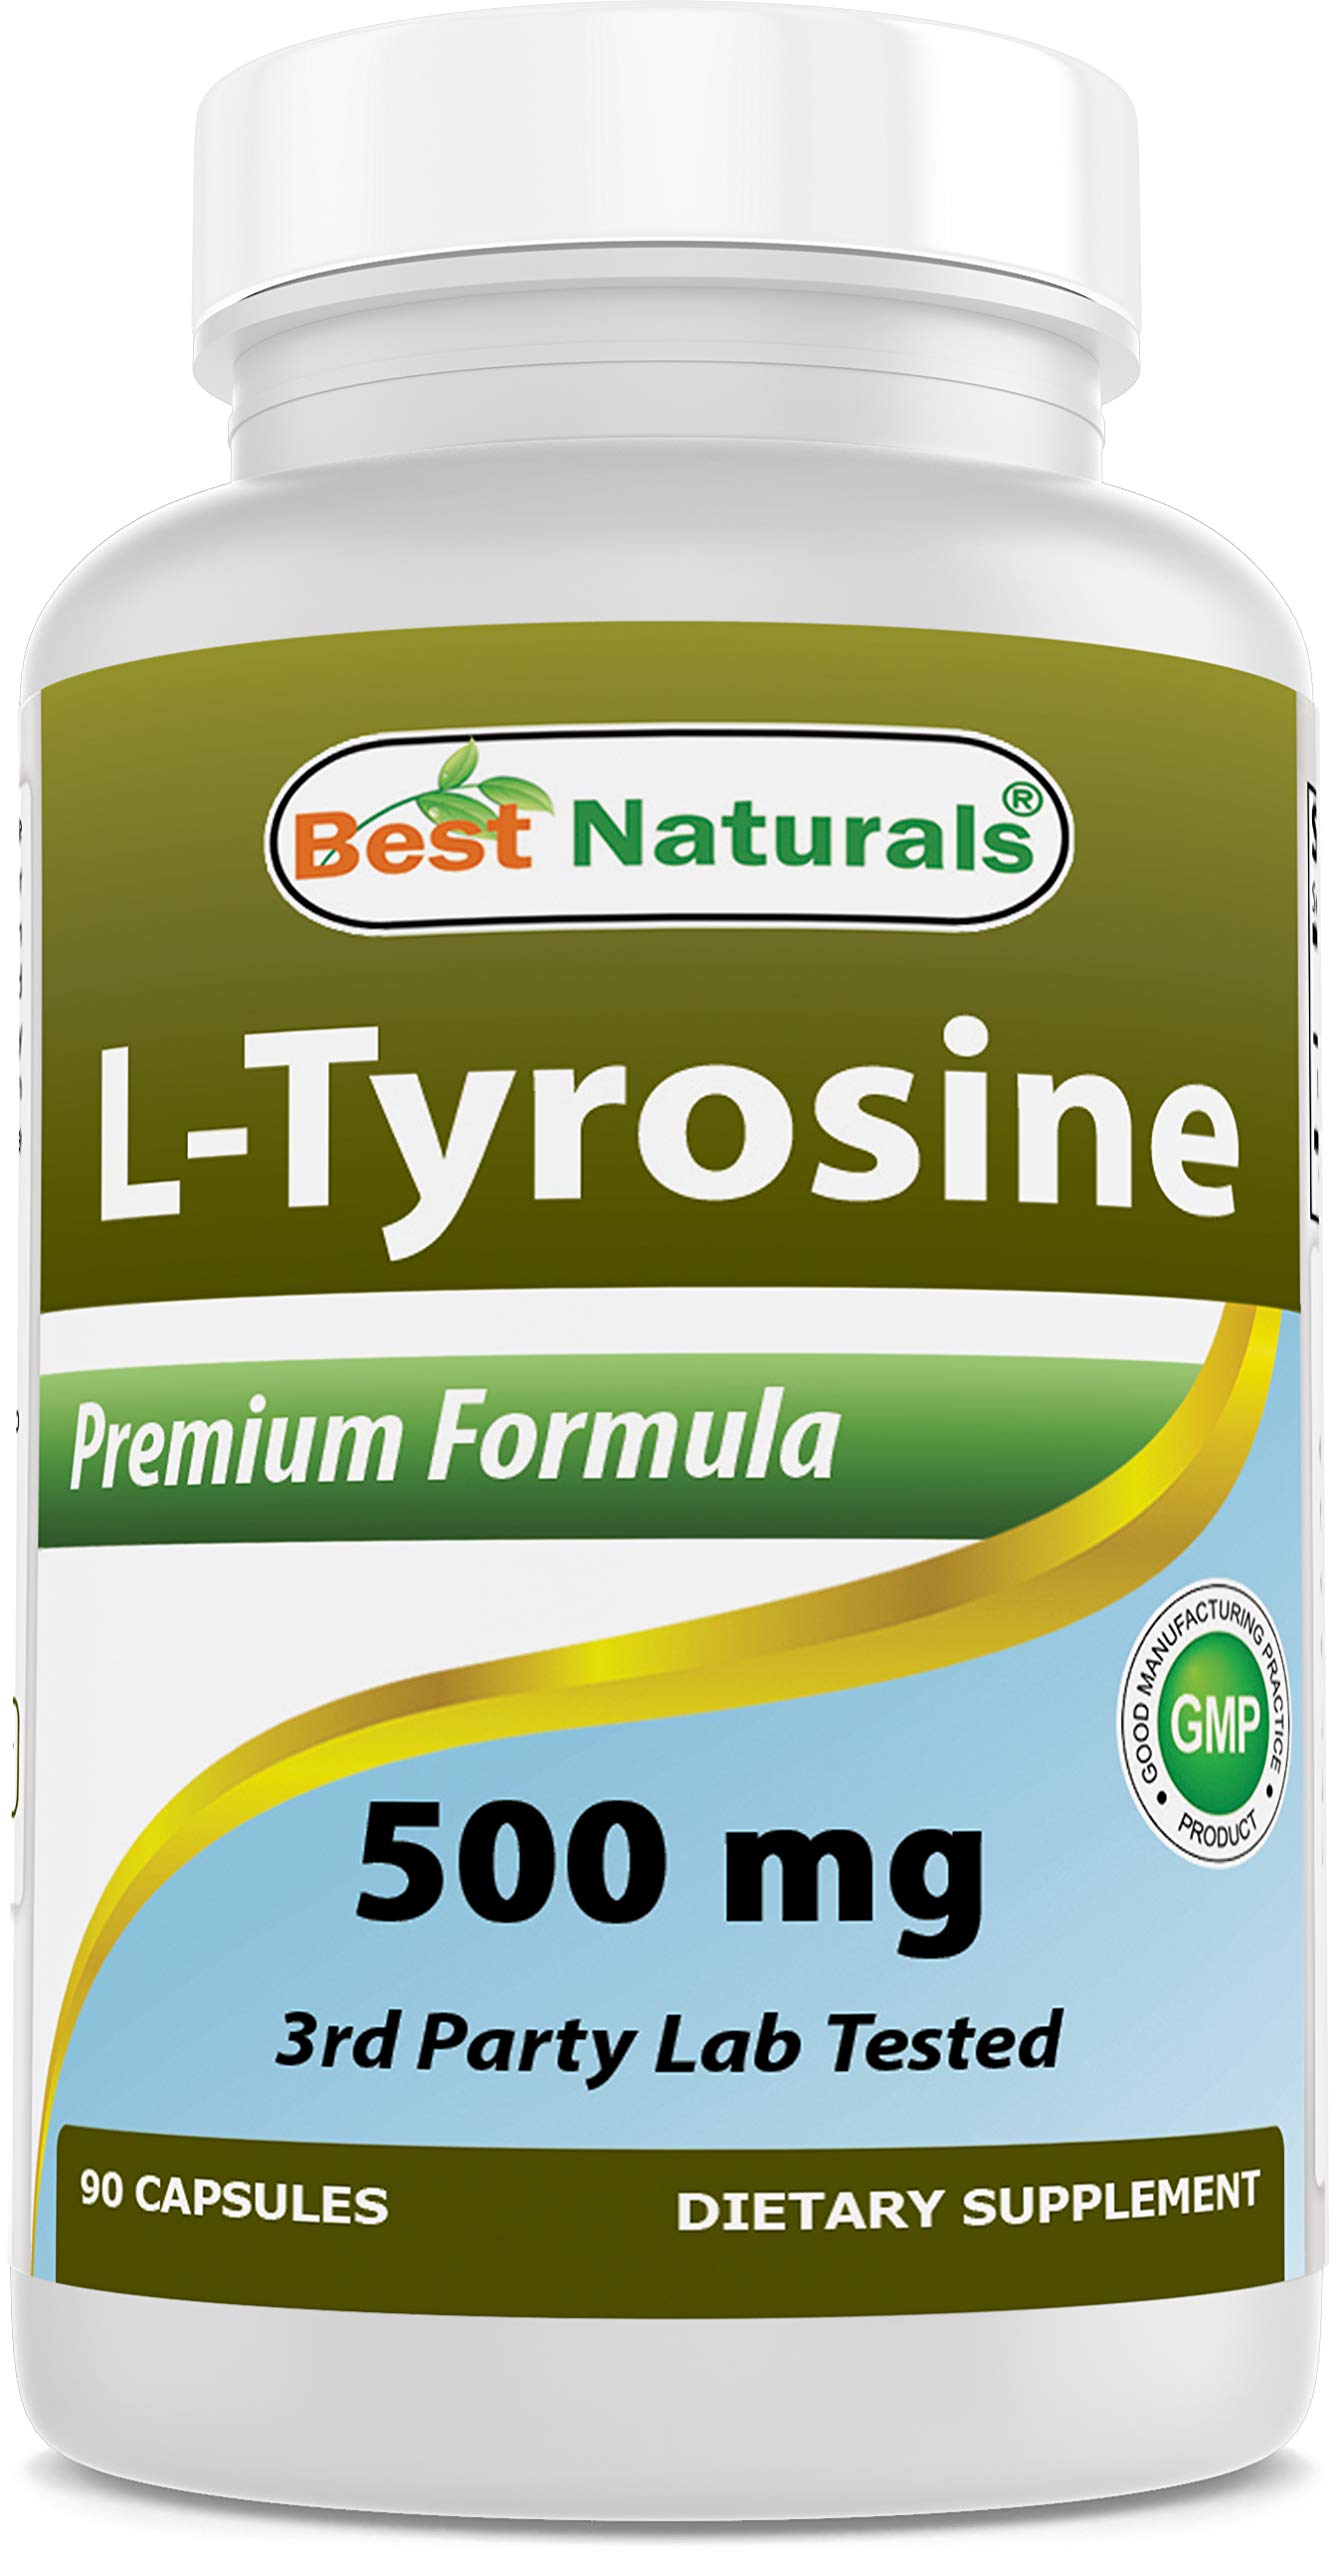 Best Naturals®
L-Tyrosine
Premium Formula
GOOD MANUFACTURING PRACTICE
GMP
• PRODUCT •
500 mg
3rd Party Lab Tested
90 CAPSULES
DIETARY SUPPLEMENT